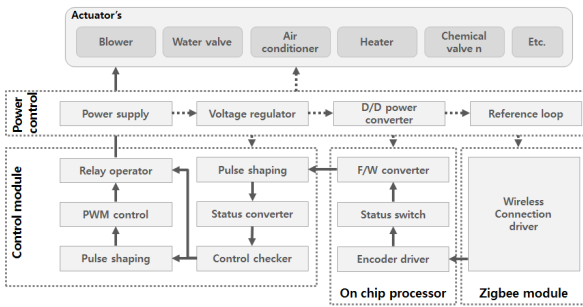 Actuator's
Blower
Water valve
Air
conditioner
Heater
Chemical
valve n
Etc.
Power
control
Power supply
Voltage regulator
D/D power
converter
Reference loop
Control module
Relay operator
Pulse shaping
F/W converter
Wireless
Connection
driver
PWM control
Status converter
Status switch
Pulse shaping
Control checker
Encoder driver
On chip processor
Zigbee module